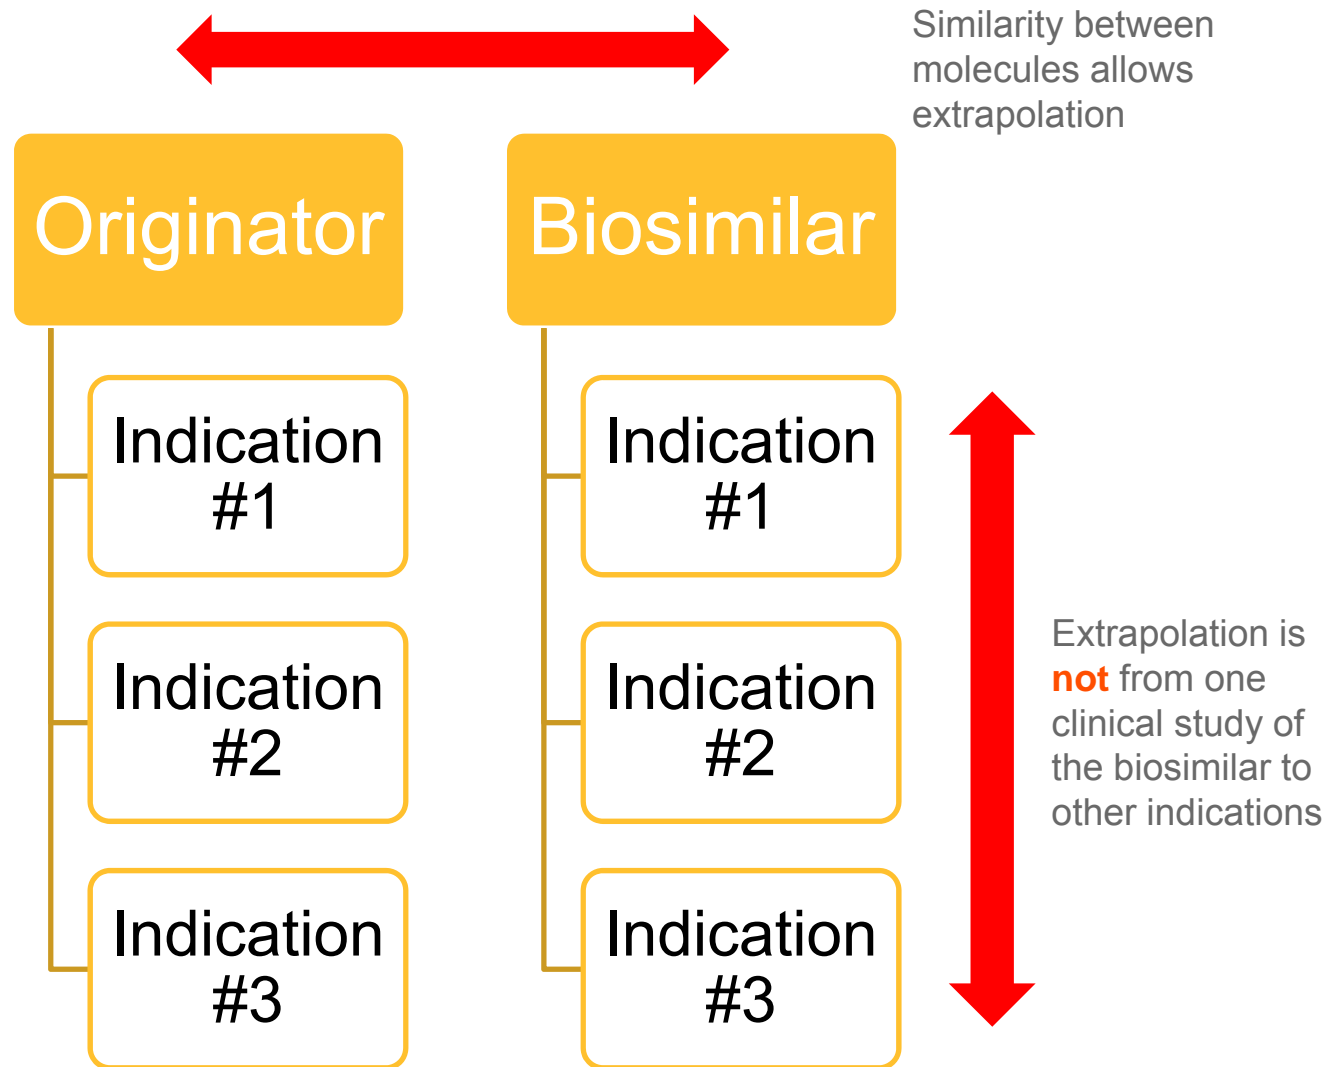 Similarity between
molecules allows
extrapolation
Originator
Biosimilar
Indication
#1
Indication
#1
Indication
#2
Indication
#2
Indication
#3
Indication
#3
Extrapolation is
not from one
clinical study of
the biosimilar to
other indications